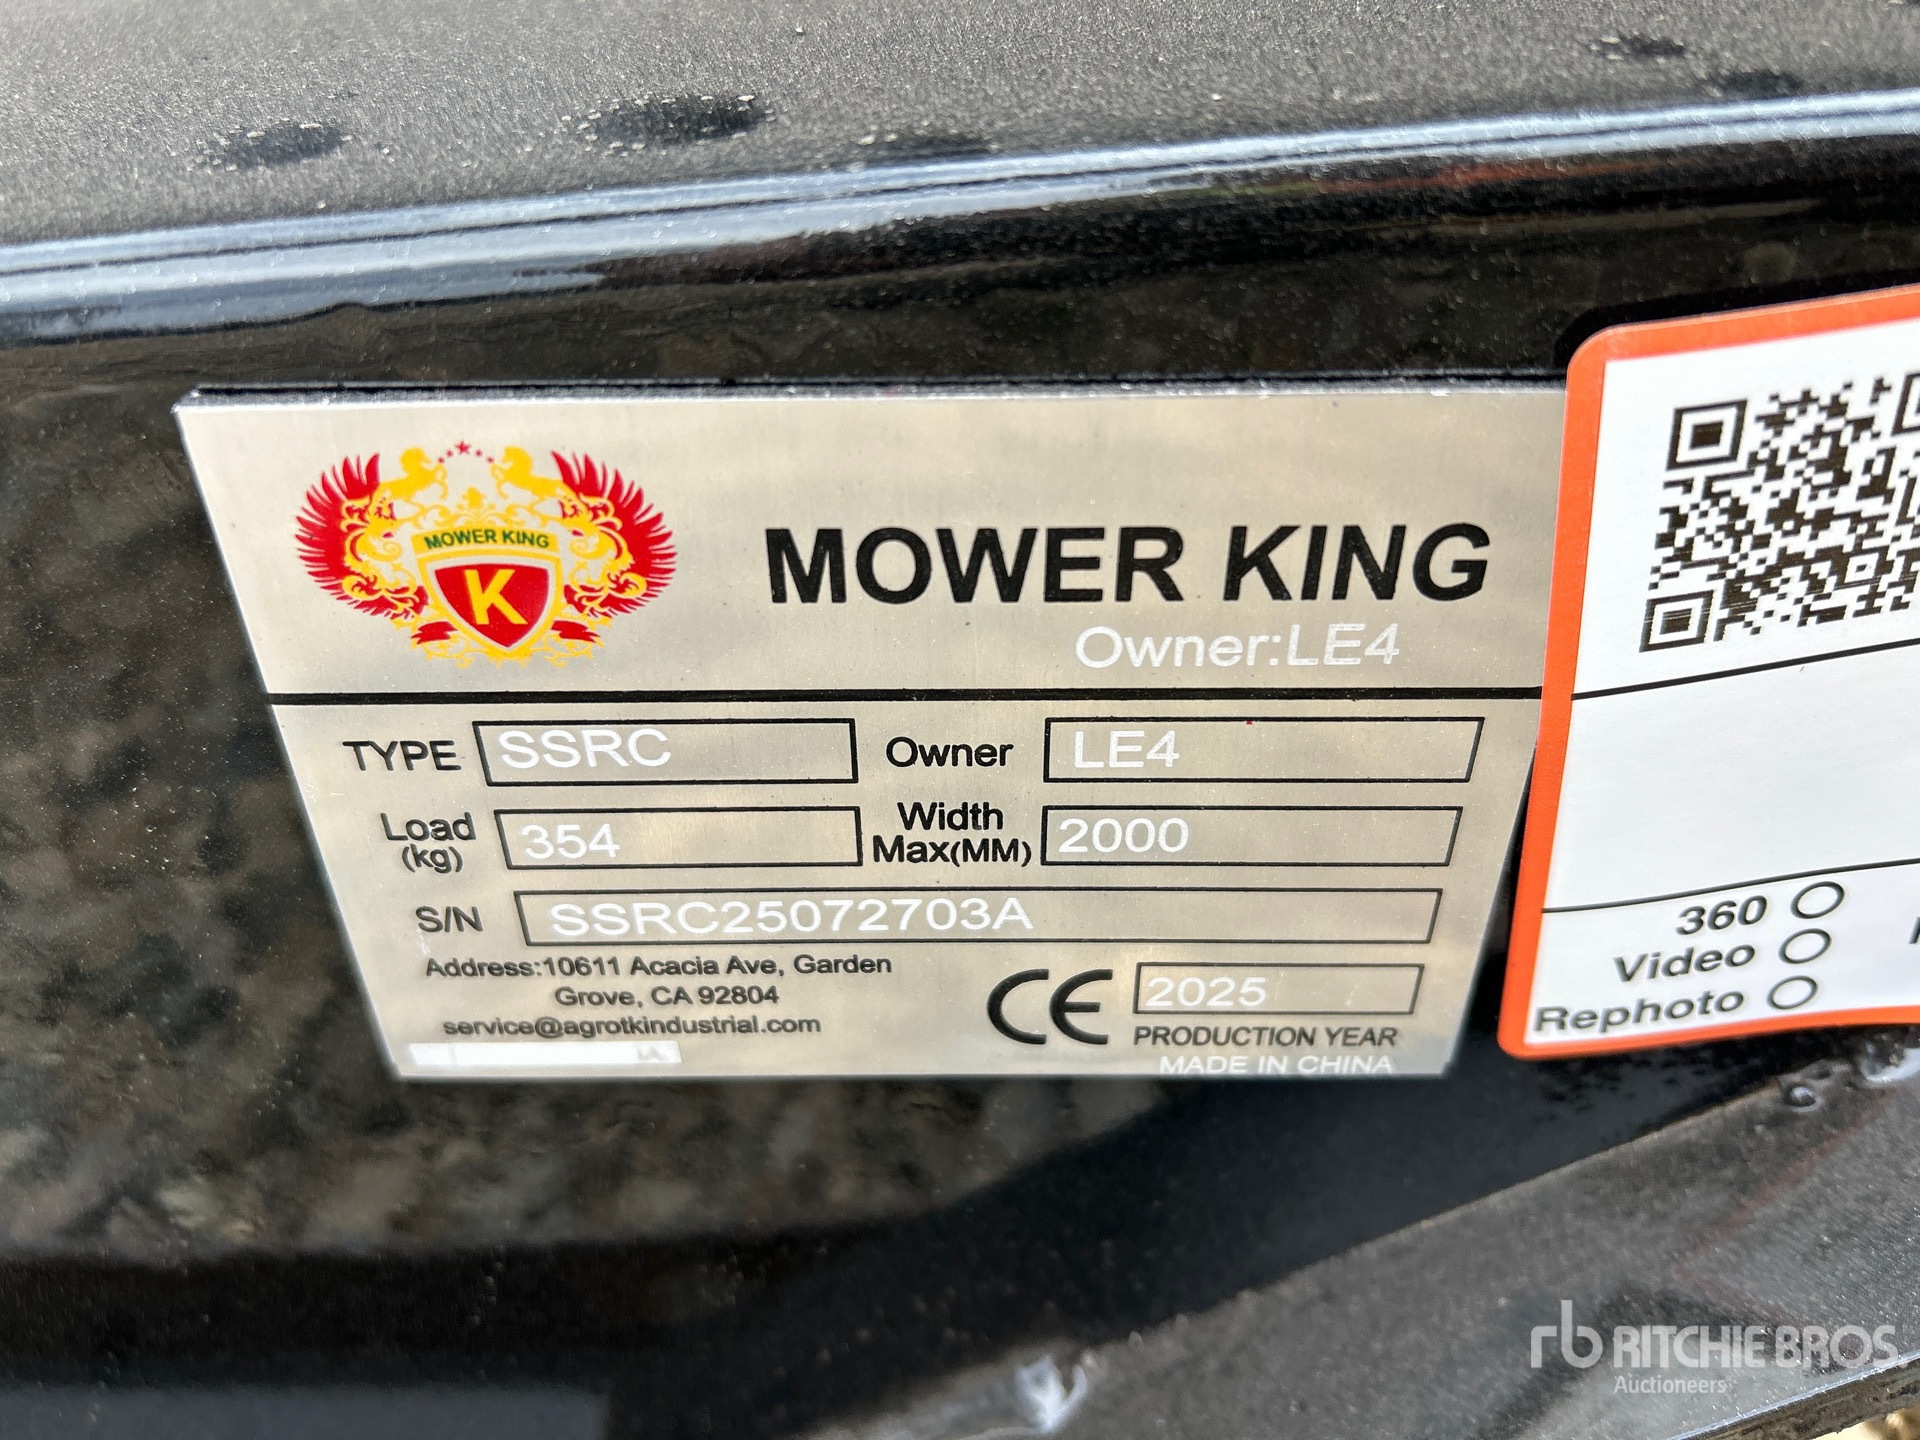 MOWER KING
K
MOWER KING
Owner:LE4
TYPE SSRC Owner LE4
Load (kg) 354 Width Max(MM) 2000
S/N SSRC25072703A
Address:10611 Acacia Ave, Garden
Grove, CA 92804
service@agrotkindustrial.com
CE 2025
PRODUCTION YEAR
MADE IN CHINA
360
Video
Rephoto
rb RITCHIE BROS
Auctioneers